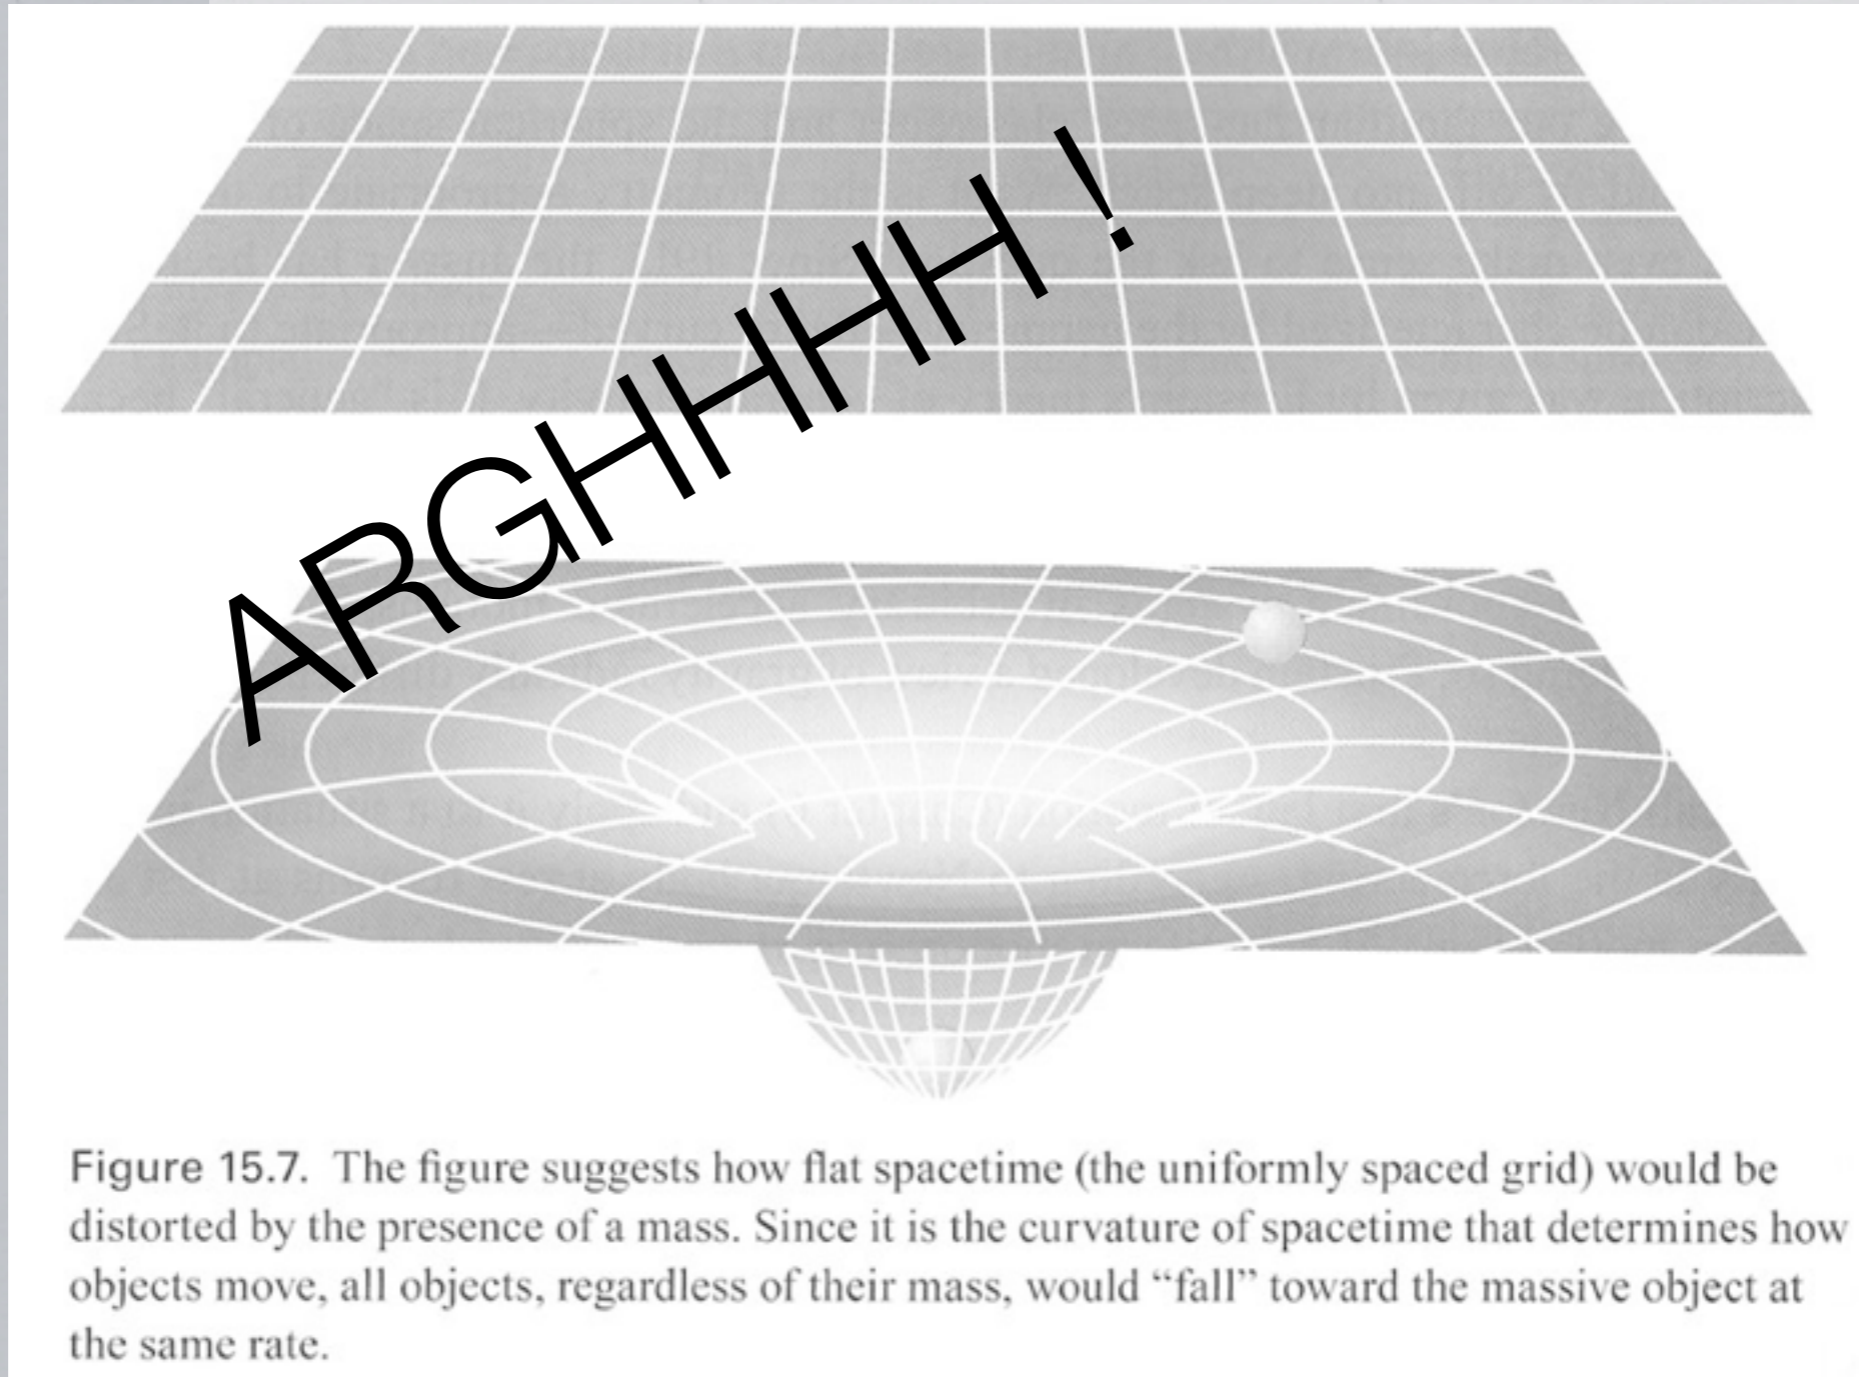 ARGHHHH !
Figure 15.7. The figure suggests how flat spacetime (the uniformly spaced grid) would be
distorted by the presence of a mass. Since it is the curvature of spacetime that determines how
objects move, all objects, regardless of their mass, would “fall” toward the massive object at
the same rate.